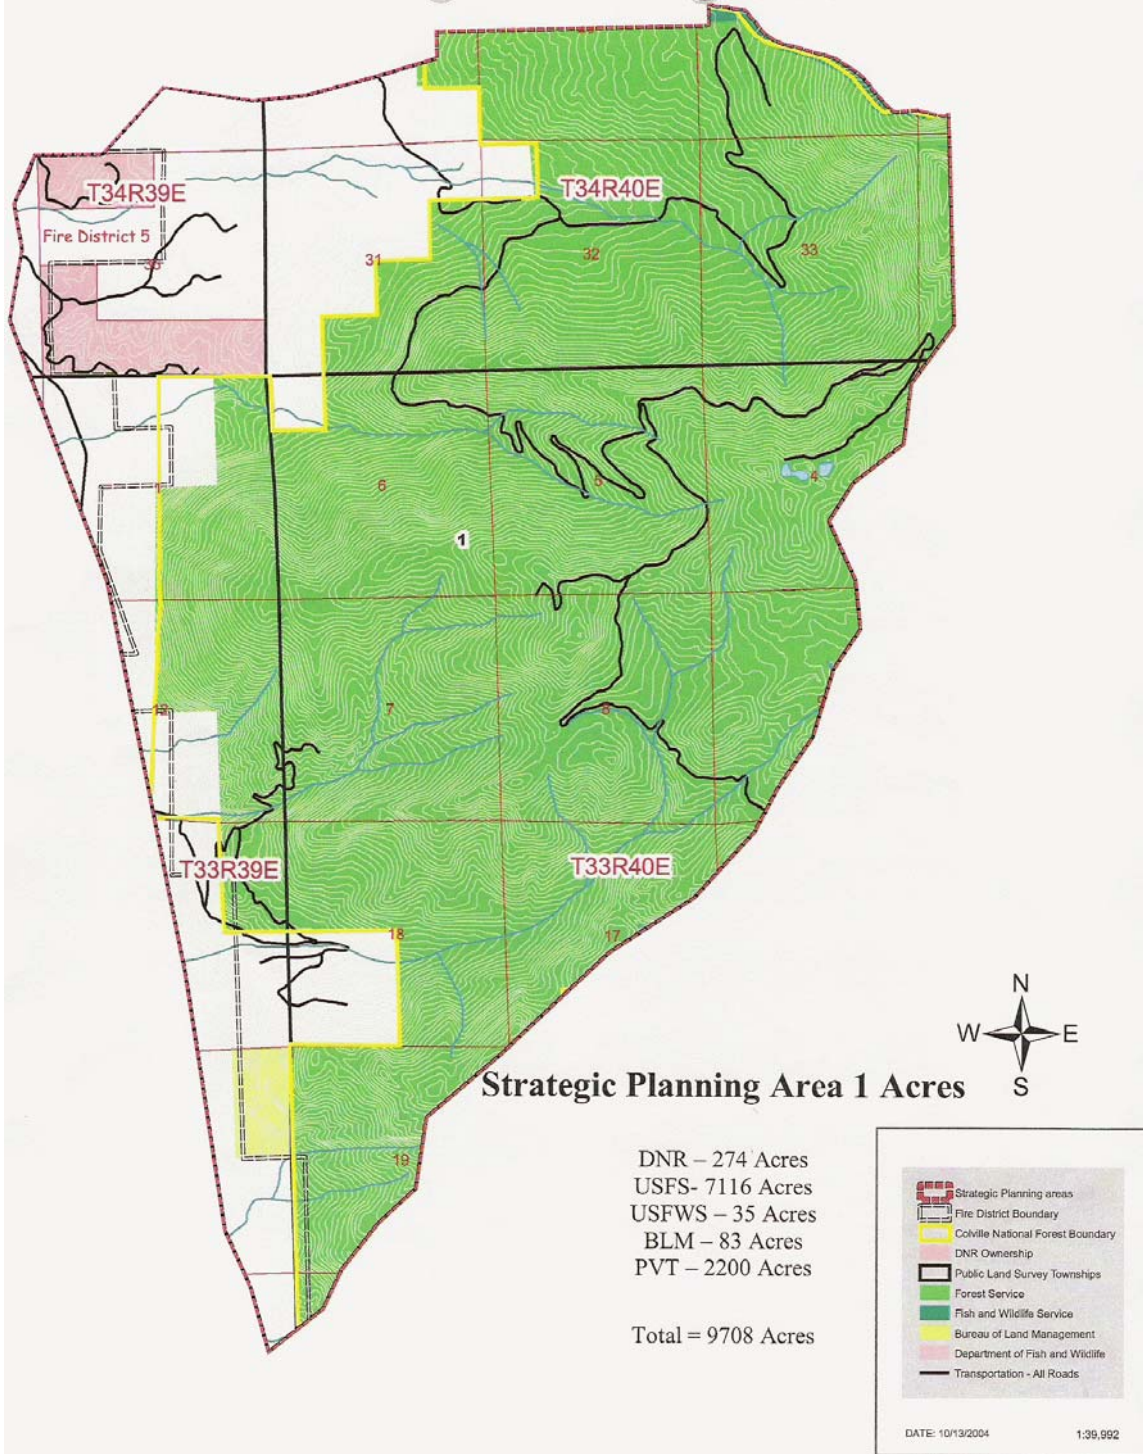 T34R39E
T34R40E
Fire District 5
36
31
32
33
6
5
4
1
7
8
12
T33R39E
T33R40E
18
17
19
N
W E
S
Strategic Planning Area 1 Acres
DNR – 274 Acres
USFS- 7116 Acres
USFWS – 35 Acres
BLM – 83 Acres
PVT – 2200 Acres
Total = 9708 Acres
Strategic Planning areas
Fire District Boundary
Colville National Forest Boundary
DNR Ownership
Public Land Survey Townships
Forest Service
Fish and Wildlife Service
Bureau of Land Management
Department of Fish and Wildlife
Transportation - All Roads
DATE: 10/13/2004 1:39,992